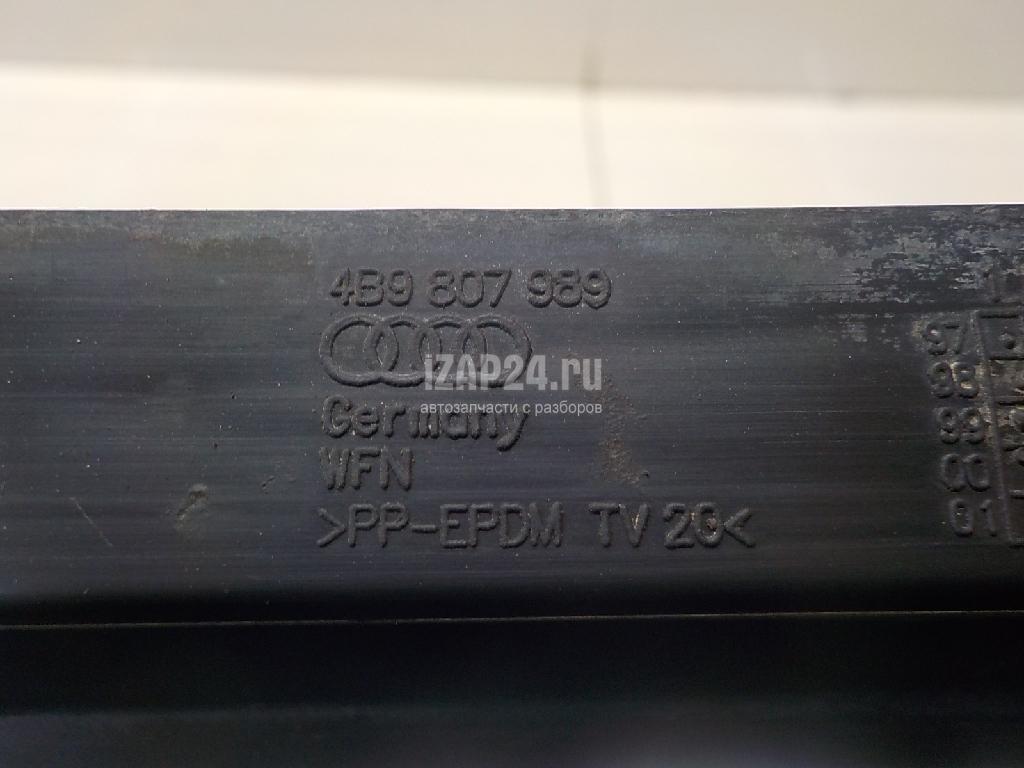 4B9 807 989
iZAP24.ru
автозапчасти с разборов
Germany
WFN
>PP-EPDM TV 20<
97
98
99
00
01